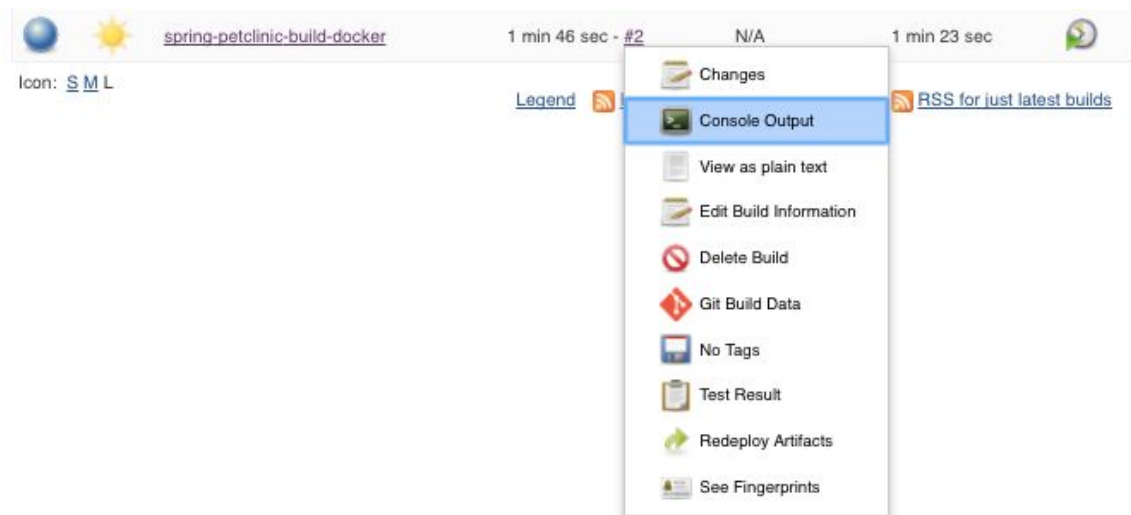 spring-petclinic-build-docker 1 min 46 sec - #2 N/A 1 min 23 sec
Icon: S M L
Legend RSS for just latest builds
Changes
Console Output
View as plain text
Edit Build Information
Delete Build
Git Build Data
No Tags
Test Result
Redeploy Artifacts
See Fingerprints